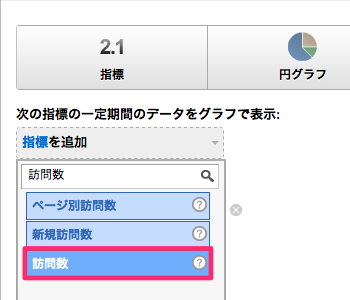 2.1
指標
円グラフ
次の指標の一定期間のデータをグラフで表示:
指標を追加
訪問数
ページ別訪問数 ?
新規訪問数 ?
訪問数 ?